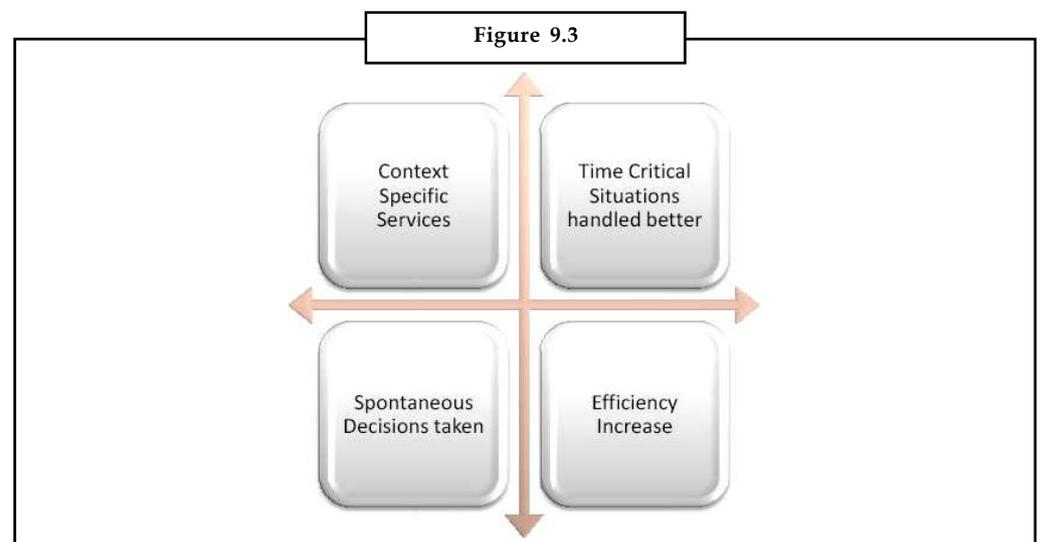 Figure 9.3
Context
Specific
Services
Time Critical
Situations
handled better
Spontaneous
Decisions taken
Efficiency
Increase